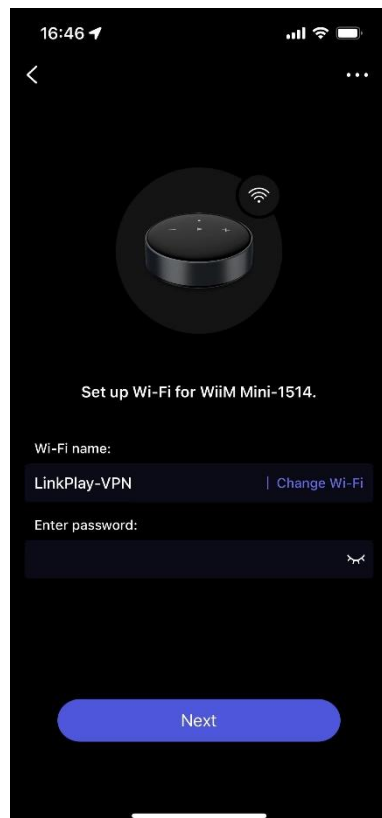 16:46
Set up Wi-Fi for WiiM Mini-1514.
Wi-Fi name:
LinkPlay-VPN | Change Wi-Fi
Enter password:
Next